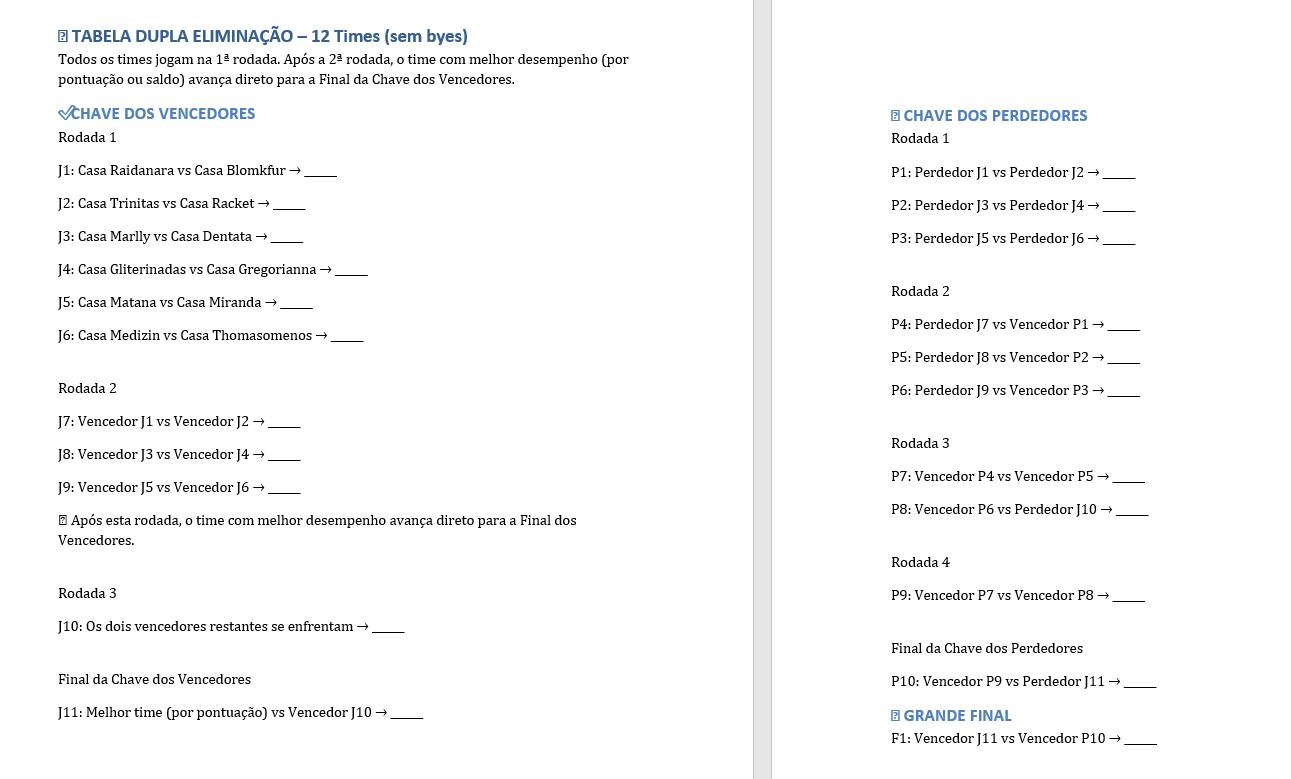 TABELA DUPLA ELIMINAÇÃO – 12 Times (sem byes)
Todos os times jogam na 1ª rodada. Após a 2ª rodada, o time com melhor desempenho (por
pontuação ou saldo) avança direto para a Final da Chave dos Vencedores.
CHAVE DOS VENCEDORES
Rodada 1
J1: Casa Raidanara vs Casa Blomkfur → _____
J2: Casa Trinitas vs Casa Racket → _____
J3: Casa Marlly vs Casa Dentata → _____
J4: Casa Gliterinadas vs Casa Gregorianna → _____
J5: Casa Matana vs Casa Miranda → _____
J6: Casa Medizin vs Casa Thomasomenos → _____
Rodada 2
J7: Vencedor J1 vs Vencedor J2 → _____
J8: Vencedor J3 vs Vencedor J4 → _____
J9: Vencedor J5 vs Vencedor J6 → _____
Após esta rodada, o time com melhor desempenho avança direto para a Final dos
Vencedores.
Rodada 3
J10: Os dois vencedores restantes se enfrentam → _____
Final da Chave dos Vencedores
J11: Melhor time (por pontuação) vs Vencedor J10 → _____
CHAVE DOS PERDEDORES
Rodada 1
P1: Perdedor J1 vs Perdedor J2 → _____
P2: Perdedor J3 vs Perdedor J4 → _____
P3: Perdedor J5 vs Perdedor J6 → _____
Rodada 2
P4: Perdedor J7 vs Vencedor P1 → _____
P5: Perdedor J8 vs Vencedor P2 → _____
P6: Perdedor J9 vs Vencedor P3 → _____
Rodada 3
P7: Vencedor P4 vs Vencedor P5 → _____
P8: Vencedor P6 vs Perdedor J10 → _____
Rodada 4
P9: Vencedor P7 vs Vencedor P8 → _____
Final da Chave dos Perdedores
P10: Vencedor P9 vs Perdedor J11 → _____
GRANDE FINAL
F1: Vencedor J11 vs Vencedor P10 → _____